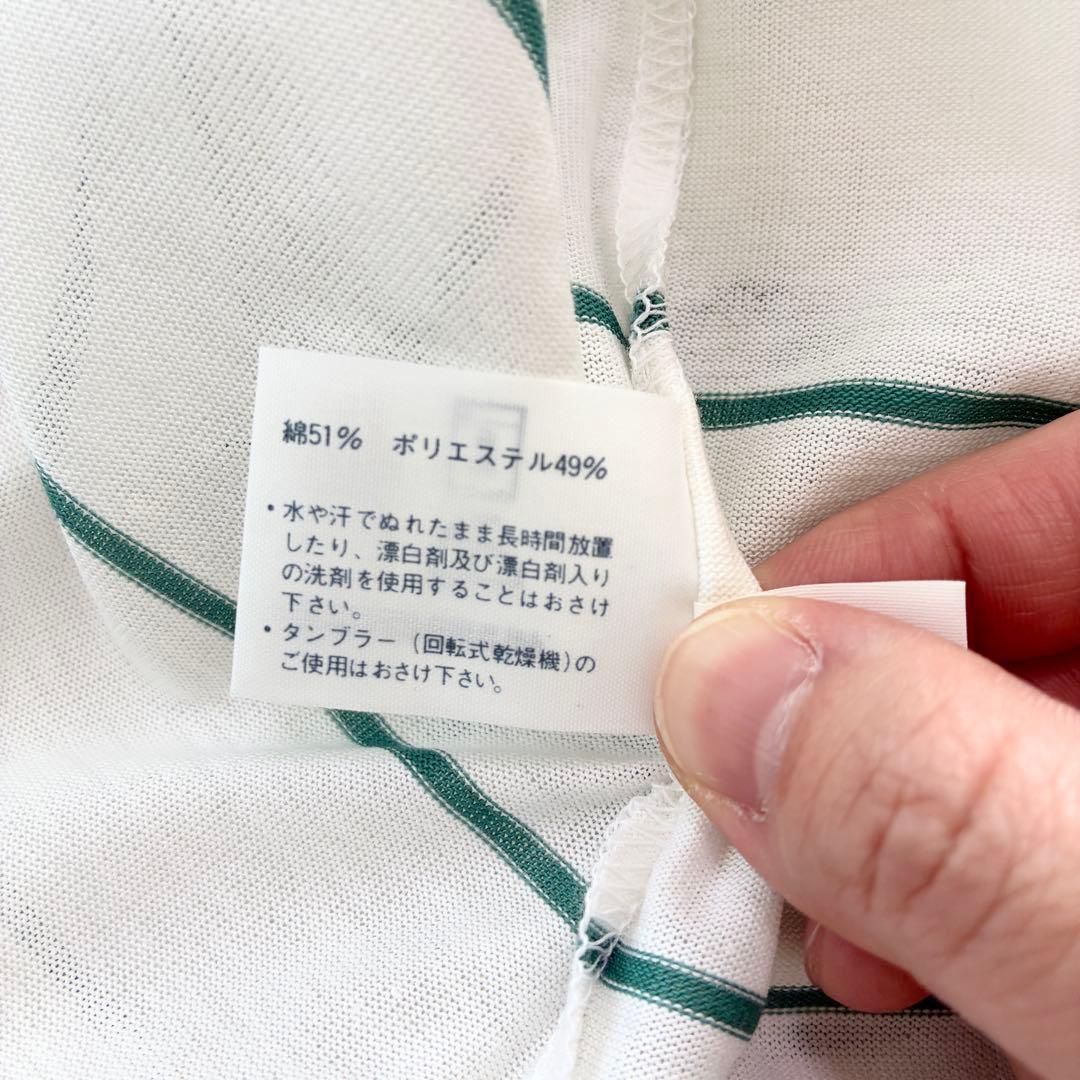 綿51% ポリエステル49%
・水や汗でぬれたまま長時間放置
したり、漂白剤及び漂白剤入り
の洗剤を使用することはおさけ
下さい。
・タンブラー(回転式乾燥機)の
ご使用はおさけ下さい。